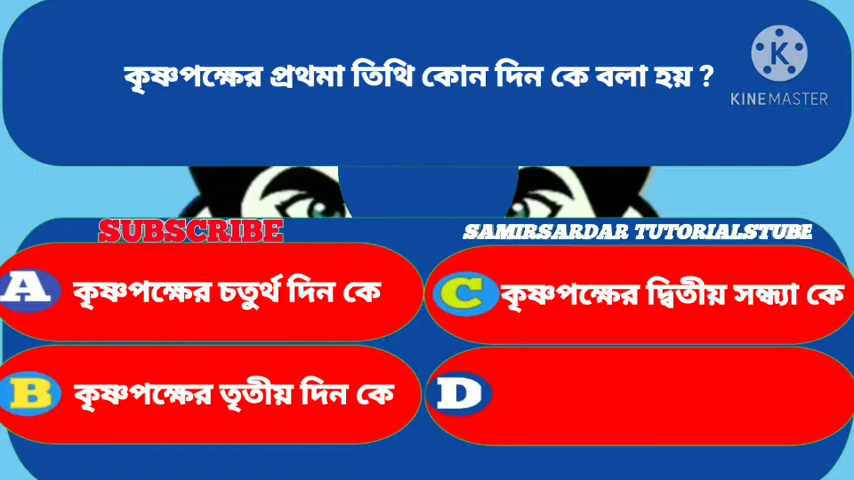 কৃষ্ণপক্ষের প্রথমা তিথি কোন দিন কে বলা হয় ?
KINEMASTER
SUBSCRIBE
SAMIRSARDAR TUTORIALSTUBE
A কৃষ্ণপক্ষের চতুর্থ দিন কে
C কৃষ্ণপক্ষের দ্বিতীয় সন্ধ্যা কে
B কৃষ্ণপক্ষের তৃতীয় দিন কে
D